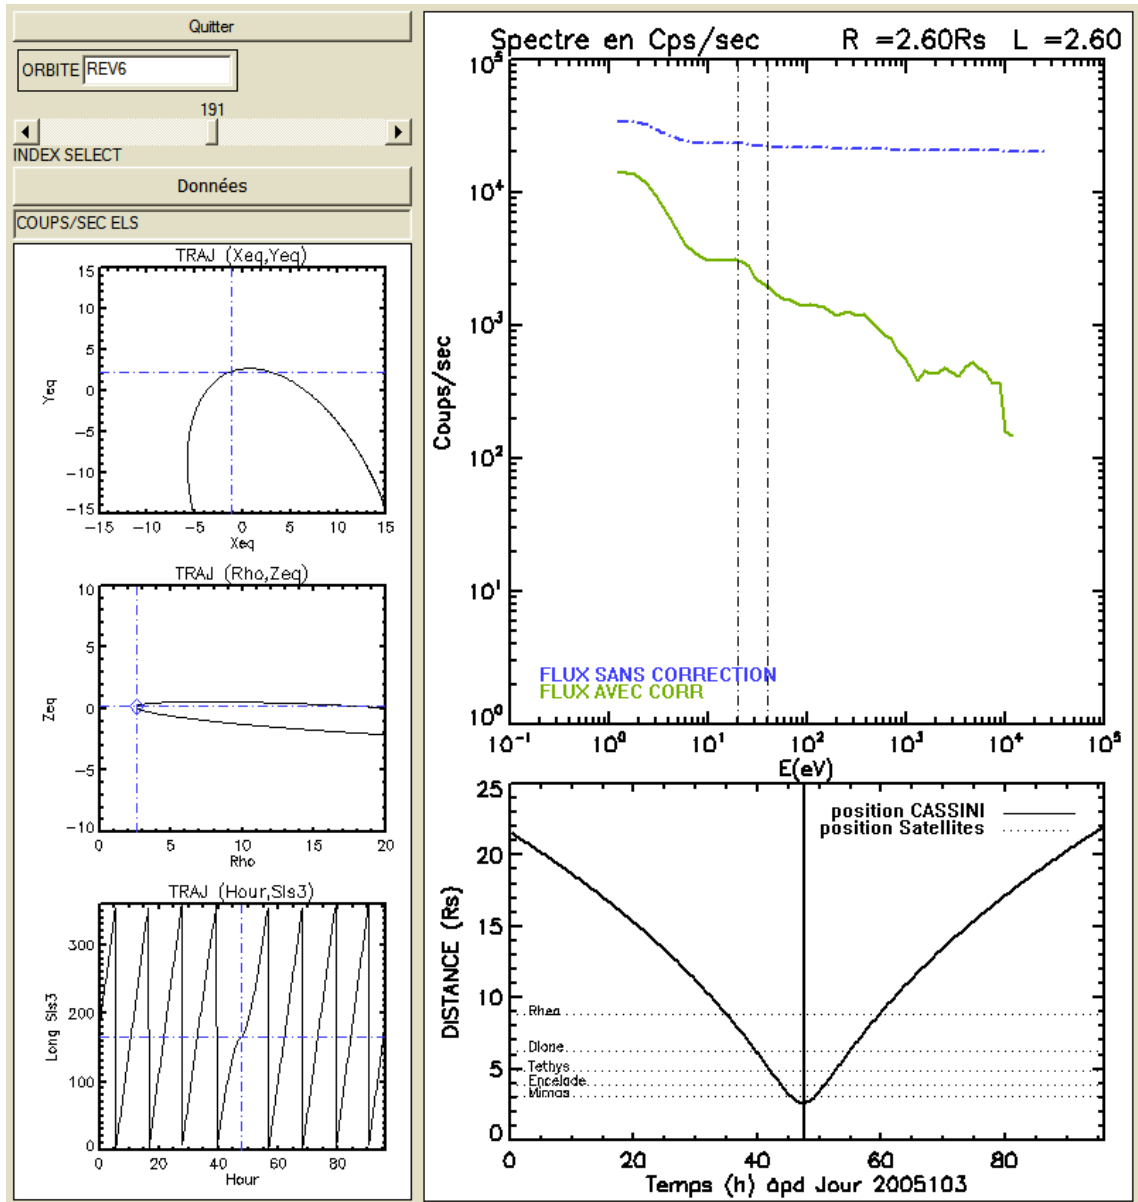 Quitter
ORBITE REV6
191
INDEX SELECT
Données
COUPS/SEC ELS
TRAJ (Xeq,Yeq)
15
10
5
0
−5
−10
−15
Yeq
−15 −10 −5 0 5 10 15
Xeq
TRAJ (Rho,Zeq)
10
5
0
−5
−10
Zeq
0 5 10 15 20
Rho
TRAJ (Hour,Sls3)
300
200
100
0
Long Sls3
0 20 40 60 80
Hour
Spectre en Cps/sec R =2.60Rs L =2.60
10^5
10^4
10^3
10^2
10^1
10^0
Coups/sec
FLUX SANS CORRECTION
FLUX AVEC CORR
10^-1 10^0 10^1 10^2 10^3 10^4 10^5
E(eV)
25
20
15
10
5
0
DISTANCE (Rs)
position CASSINI
position Satellites
Rhea
Dione
Tethys
Encelade
Mimas
0 20 40 60 80
Temps (h) àpd Jour 2005103